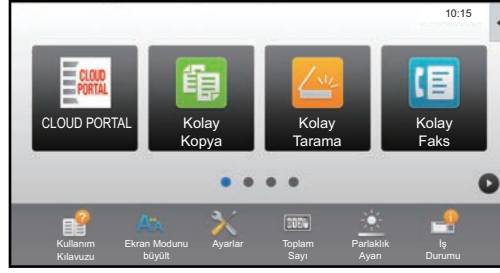 10:15
CLOUD
PORTAL
CLOUD PORTAL
Kolay
Kopya
Kolay
Tarama
Kolay
Faks
Kullanım
Kılavuzu
Ekran Modunu
büyült
Ayarlar
Toplam
Sayı
Parlaklık
Ayarı
İş
Durumu